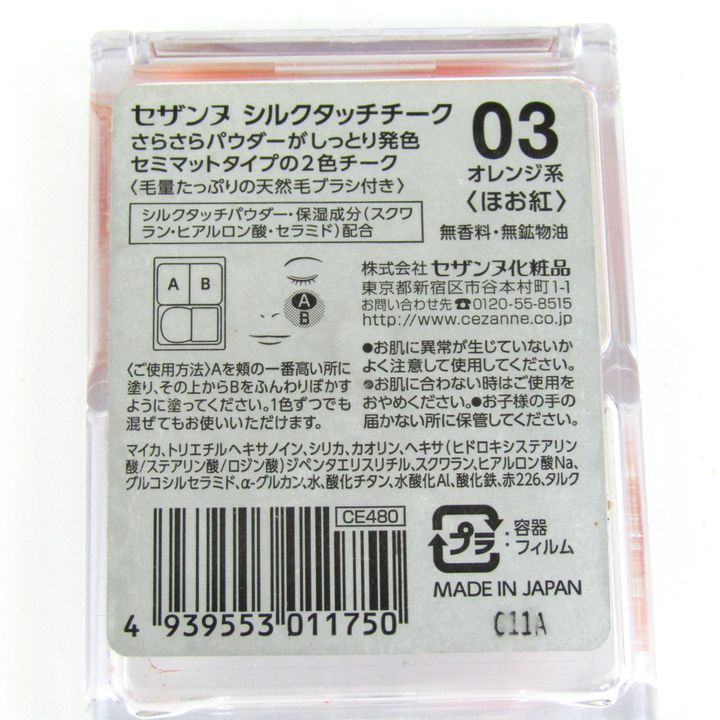 セザンヌ シルクタッチチーク
さらさらパウダーがしっとり発色
セミマットタイプの2色チーク
〈毛量たっぷりの天然毛ブラシ付き〉
03
オレンジ系
〈ほお紅〉
シルクタッチパウダー・保湿成分(スクワ
ラン・ヒアルロン酸・セラミド)配合
無香料・無鉱物油
A B
A
B
株式会社 セザンヌ化粧品
東京都新宿区市谷本村町1-1
お問い合わせ先☎0120-55-8515
http://www.cezanne.co.jp
〈ご使用方法〉Aを頬の一番高い所に
塗り、その上からBをふんわりぼかす
ように塗ってください。1色ずつでも
混ぜてもお使いいただけます。
●お肌に異常が生じていないか
よく注意して使用してください。
●お肌に合わない時はご使用を
おやめください。●お子様の手の
届かない所に保管してください。
マイカ、トリエチルヘキサノイン、シリカ、カオリン、ヘキサ(ヒドロキシステアリン
酸/ステアリン酸/ロジン酸)ジペンタエリスリチル、スクワラン、ヒアルロン酸Na、
グルコシルセラミド、α-グルカン、水、酸化チタン、水酸化Al、酸化鉄、赤226、タルク
CE480
4 939553 011750
プラ
:容器
フィルム
MADE IN JAPAN
C11A